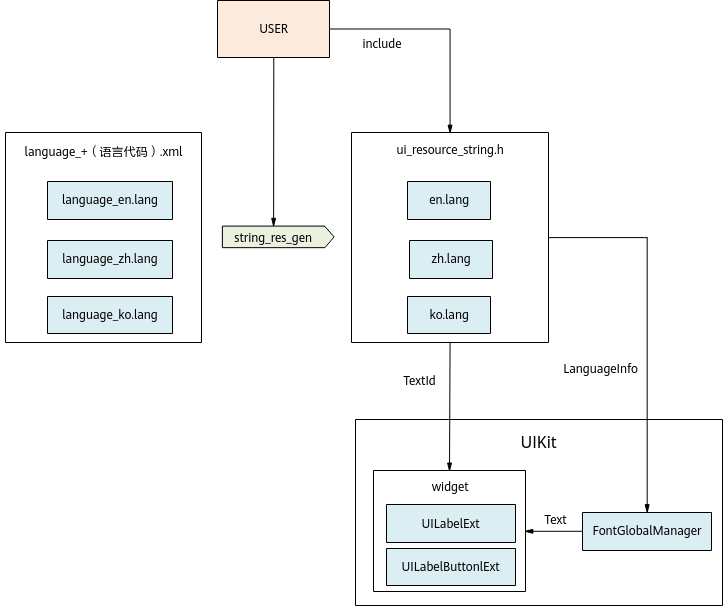 USER
include
language_+（语言代码）.xml
language_en.lang
language_zh.lang
language_ko.lang
string_res_gen
ui_resource_string.h
en.lang
zh.lang
ko.lang
TextId
LanguageInfo
UIKit
widget
UILabelExt
UILabelButtonlExt
Text
FontGlobalManager